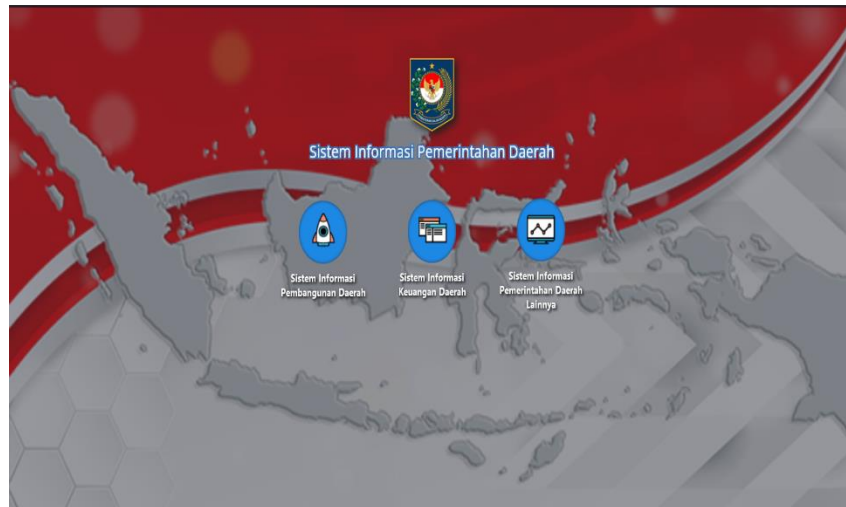 Sistem Informasi Pemerintahan Daerah
Sistem Informasi
Pembangunan Daerah
Sistem Informasi
Keuangan Daerah
Sistem Informasi
Pemerintahan Daerah
Lainnya